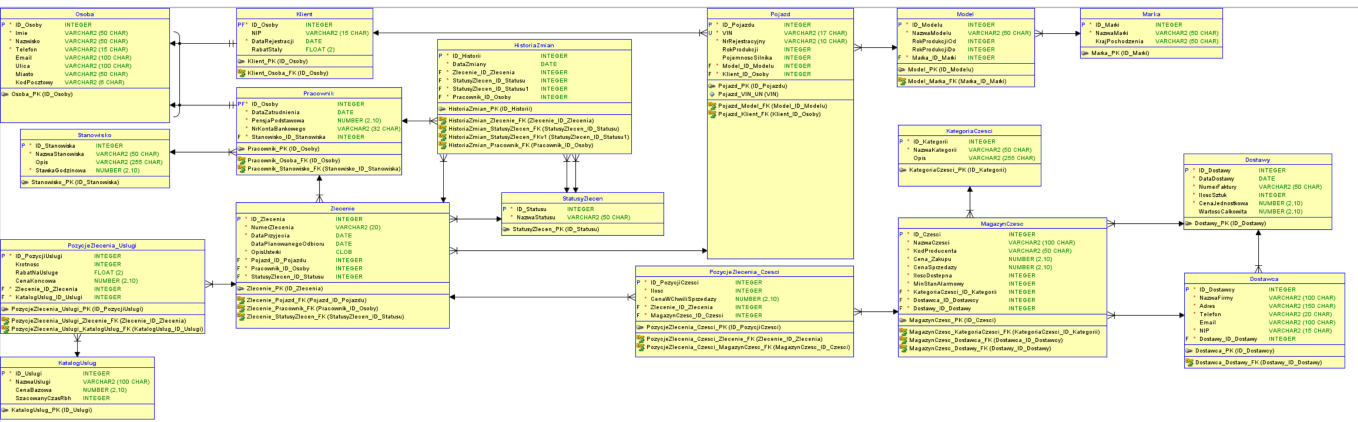 Osoba
P * ID_Osoby INTEGER
* Imie VARCHAR2 (50 CHAR)
* Nazwisko VARCHAR2 (50 CHAR)
* Telefon VARCHAR2 (15 CHAR)
Email VARCHAR2 (100 CHAR)
Ulica VARCHAR2 (100 CHAR)
Miasto VARCHAR2 (50 CHAR)
KodPocztowy VARCHAR2 (6 CHAR)
Osoba_PK (ID_Osoby)
Klient
PF* ID_Osoby INTEGER
NIP VARCHAR2 (15 CHAR)
* DataRejestracji DATE
RabatStaly FLOAT (2)
Klient_PK (ID_Osoby)
Klient_Osoba_FK (ID_Osoby)
HistoriaZmian
P * ID_Historii INTEGER
* DataZmiany DATE
F * Zlecenie_ID_Zlecenia INTEGER
F * StatusyZlecen_ID_Statusu INTEGER
F * StatusyZlecen_ID_Statusu1 INTEGER
F * Pracownik_ID_Osoby INTEGER
HistoriaZmian_PK (ID_Historii)
HistoriaZmian_Zlecenie_FK (Zlecenie_ID_Zlecenia)
HistoriaZmian_StatusyZlecen_FK (StatusyZlecen_ID_Statusu)
HistoriaZmian_StatusyZlecen_FKv1 (StatusyZlecen_ID_Statusu1)
HistoriaZmian_Pracownik_FK (Pracownik_ID_Osoby)
Pojazd
P * ID_Pojazdu INTEGER
U * VIN VARCHAR2 (17 CHAR)
* NrRejestracyjny VARCHAR2 (10 CHAR)
RokProdukcji INTEGER
PojemnoscSilnika INTEGER
F * Model_ID_Modelu INTEGER
F * Klient_ID_Osoby INTEGER
Pojazd_PK (ID_Pojazdu)
Pojazd_VIN_UN (VIN)
Pojazd_Model_FK (Model_ID_Modelu)
Pojazd_Klient_FK (Klient_ID_Osoby)
Model
P * ID_Modelu INTEGER
* NazwaModelu VARCHAR2 (50 CHAR)
RokProdukcjiOd INTEGER
RokProdukcjiDo INTEGER
F * Marka_ID_Marki INTEGER
Model_PK (ID_Modelu)
Model_Marka_FK (Marka_ID_Marki)
Marka
P * ID_Marki INTEGER
* NazwaMarki VARCHAR2 (50 CHAR)
KrajPochodzenia VARCHAR2 (50 CHAR)
Marka_PK (ID_Marki)
Pracownik
PF* ID_Osoby INTEGER
* DataZatrudnienia DATE
* PensjaPodstawowa NUMBER (2,10)
* NrKontaBankowego VARCHAR2 (32 CHAR)
F * Stanowisko_ID_Stanowiska INTEGER
Pracownik_PK (ID_Osoby)
Pracownik_Osoba_FK (ID_Osoby)
Pracownik_Stanowisko_FK (Stanowisko_ID_Stanowiska)
Stanowisko
P * ID_Stanowiska INTEGER
* NazwaStanowiska VARCHAR2 (50 CHAR)
Opis VARCHAR2 (255 CHAR)
* StawkaGodzinowa NUMBER (2,10)
Stanowisko_PK (ID_Stanowiska)
KategoriaCzesci
P * ID_Kategorii INTEGER
* NazwaKategorii VARCHAR2 (50 CHAR)
Opis VARCHAR2 (255 CHAR)
KategoriaCzesci_PK (ID_Kategorii)
Dostawy
P * ID_Dostawy INTEGER
* DataDostawy DATE
* NumerFaktury VARCHAR2 (50 CHAR)
* IloscSztuk INTEGER
* CenaJednostkowa NUMBER (2,10)
WartoscCalkowita NUMBER (2,10)
Dostawy_PK (ID_Dostawy)
StatusyZlecen
P * ID_Statusu INTEGER
* NazwaStatusu VARCHAR2 (50 CHAR)
StatusyZlecen_PK (ID_Statusu)
Zlecenie
P * ID_Zlecenia INTEGER
* NumerZlecenia VARCHAR2 (20)
* DataPrzyjecia DATE
DataPlanowanegoOdbioru DATE
* OpisUsterki CLOB
F * Pojazd_ID_Pojazdu INTEGER
F * Pracownik_ID_Osoby INTEGER
F * StatusyZlecen_ID_Statusu INTEGER
Zlecenie_PK (ID_Zlecenia)
Zlecenie_Pojazd_FK (Pojazd_ID_Pojazdu)
Zlecenie_Pracownik_FK (Pracownik_ID_Osoby)
Zlecenie_StatusyZlecen_FK (StatusyZlecen_ID_Statusu)
MagazynCzesc
P * ID_Czesci INTEGER
* NazwaCzesci VARCHAR2 (100 CHAR)
* KodProducenta VARCHAR2 (50 CHAR)
* Cena_Zakupu NUMBER (2,10)
* CenaSprzedazy NUMBER (2,10)
* IloscDostepna INTEGER
* MinStanAlarmowy INTEGER
F * KategoriaCzesci_ID_Kategorii INTEGER
F * Dostawca_ID_Dostawcy INTEGER
F * Dostawy_ID_Dostawy INTEGER
MagazynCzesc_PK (ID_Czesci)
MagazynCzesc_KategoriaCzesci_FK (KategoriaCzesci_ID_Kategorii)
MagazynCzesc_Dostawca_FK (Dostawca_ID_Dostawcy)
MagazynCzesc_Dostawy_FK (Dostawy_ID_Dostawy)
PozycjeZlecenia_Uslugi
P * ID_PozycjiUslugi INTEGER
* Krotnosc INTEGER
* RabatNaUsluge FLOAT (2)
* CenaKoncowa NUMBER (2,10)
F * Zlecenie_ID_Zlecenia INTEGER
F * KatalogUslug_ID_Uslugi INTEGER
PozycjeZlecenia_Uslugi_PK (ID_PozycjiUslugi)
PozycjeZlecenia_Uslugi_Zlecenie_FK (Zlecenie_ID_Zlecenia)
PozycjeZlecenia_Uslugi_KatalogUslug_FK (KatalogUslug_ID_Uslugi)
PozycjeZlecenia_Czesci
P * ID_PozycjiCzesci INTEGER
* Ilosc INTEGER
* CenaWChwiliSprzedazy NUMBER (2,10)
F * Zlecenie_ID_Zlecenia INTEGER
F * MagazynCzesc_ID_Czesci INTEGER
PozycjeZlecenia_Czesci_PK (ID_PozycjiCzesci)
PozycjeZlecenia_Czesci_Zlecenie_FK (Zlecenie_ID_Zlecenia)
PozycjeZlecenia_Czesci_MagazynCzesc_FK (MagazynCzesc_ID_Czesci)
Dostawca
P * ID_Dostawcy INTEGER
* NazwaFirmy VARCHAR2 (100 CHAR)
* Adres VARCHAR2 (150 CHAR)
* Telefon VARCHAR2 (20 CHAR)
Email VARCHAR2 (100 CHAR)
* NIP VARCHAR2 (15 CHAR)
F * Dostawy_ID_Dostawy INTEGER
Dostawca_PK (ID_Dostawcy)
Dostawca_Dostawy_FK (Dostawy_ID_Dostawy)
KatalogUslug
P * ID_Uslugi INTEGER
* NazwaUslugi VARCHAR2 (100 CHAR)
* CenaBazowa NUMBER (2,10)
SzacowanyCzasRbh INTEGER
KatalogUslug_PK (ID_Uslugi)